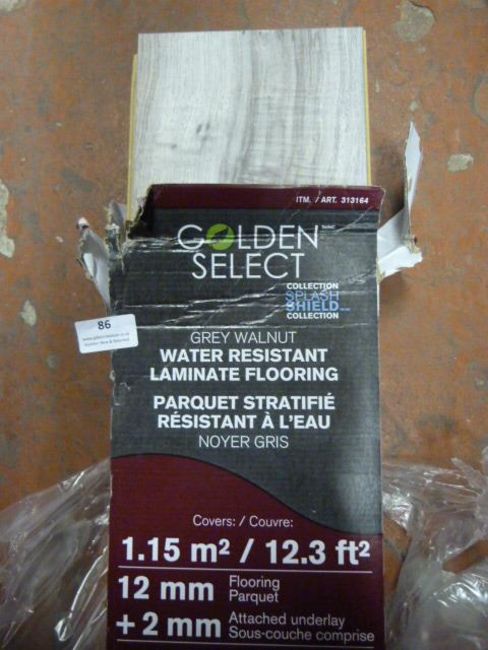 ITM. / ART. 313164
GOLDEN
SELECT
COLLECTION
SPLASH
SHIELD
COLLECTION
86
GREY WALNUT
WATER RESISTANT
LAMINATE FLOORING
PARQUET STRATIFIÉ
RÉSISTANT À L'EAU
NOYER GRIS
Covers: / Couvre:
1.15 m² / 12.3 ft²
12 mm Flooring
Parquet
+ 2 mm Attached underlay
Sous-couche comprise